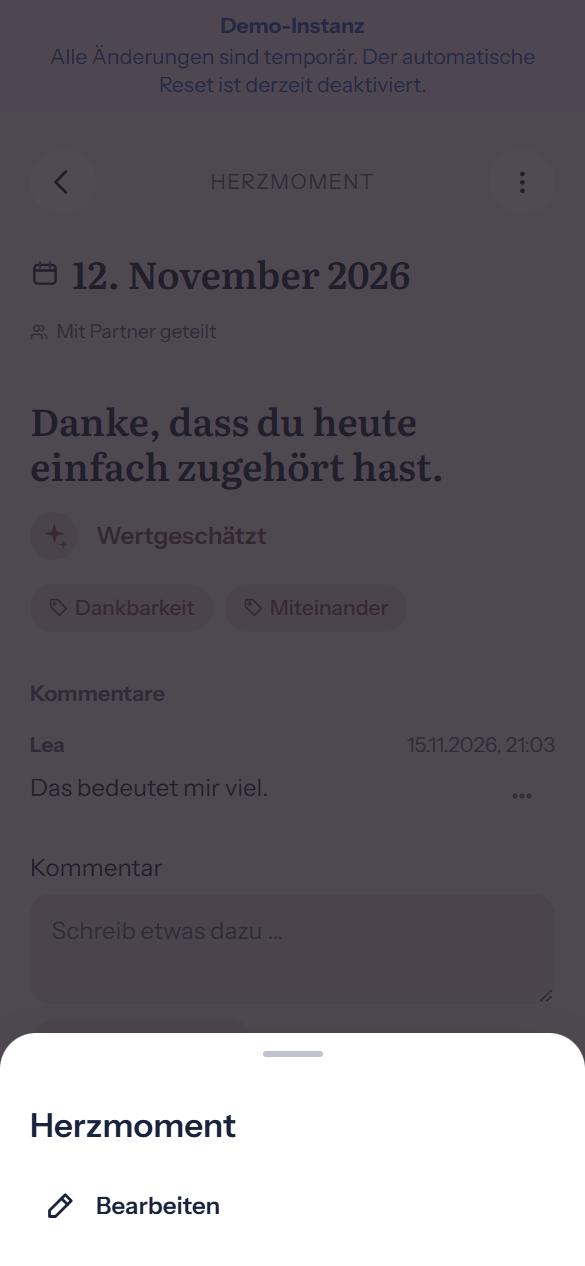 Demo-Instanz
Alle Änderungen sind temporär. Der automatische
Reset ist derzeit deaktiviert.
HERZMOMENT
12. November 2026
Mit Partner geteilt
Danke, dass du heute
einfach zugehört hast.
Wertgeschätzt
Dankbarkeit Miteinander
Kommentare
Lea 15.11.2026, 21:03
Das bedeutet mir viel.
Kommentar
Schreib etwas dazu ...
Herzmoment
Bearbeiten